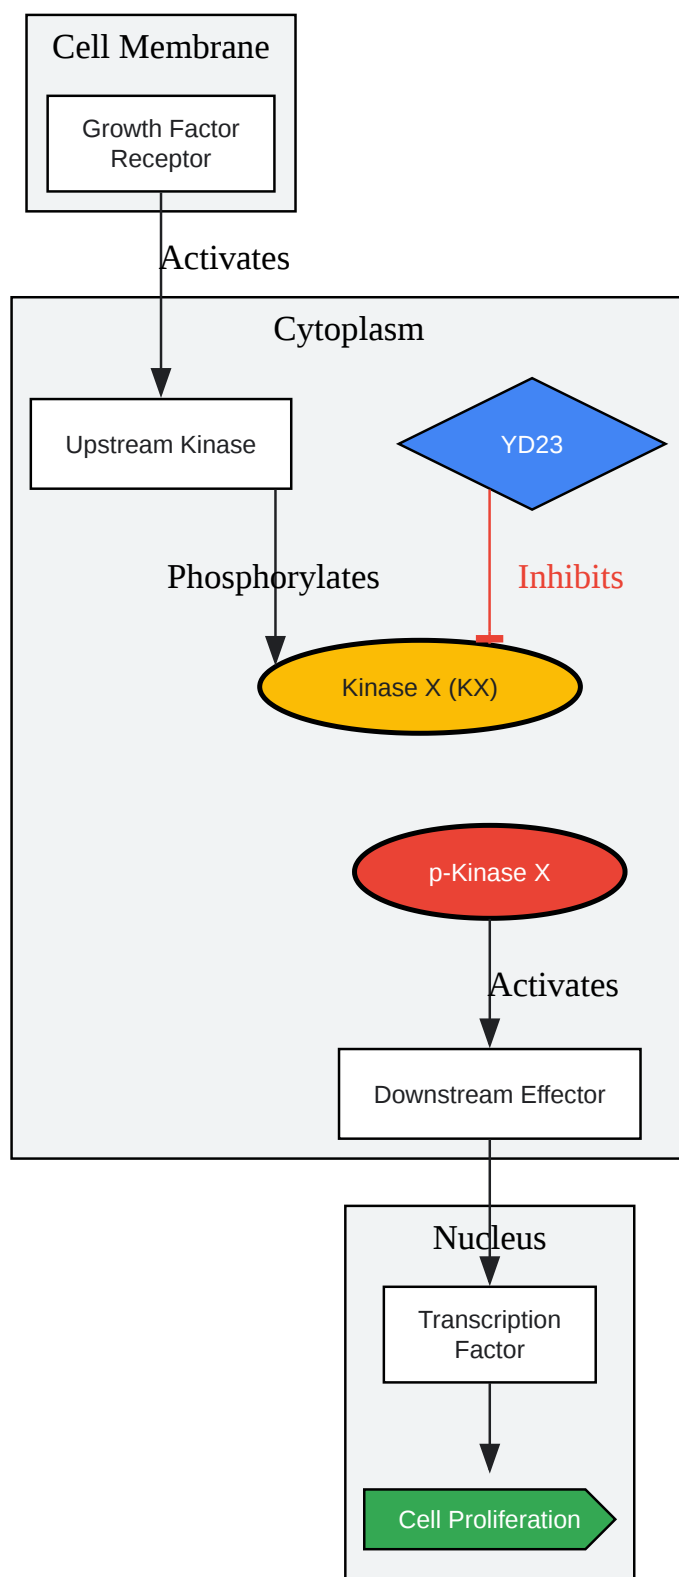 Cell Membrane
Growth Factor
Receptor
Activates
Cytoplasm
Upstream Kinase
YD23
Phosphorylates
Inhibits
Kinase X (KX)
p-Kinase X
Activates
Downstream Effector
Nucleus
Transcription
Factor
Cell Proliferation